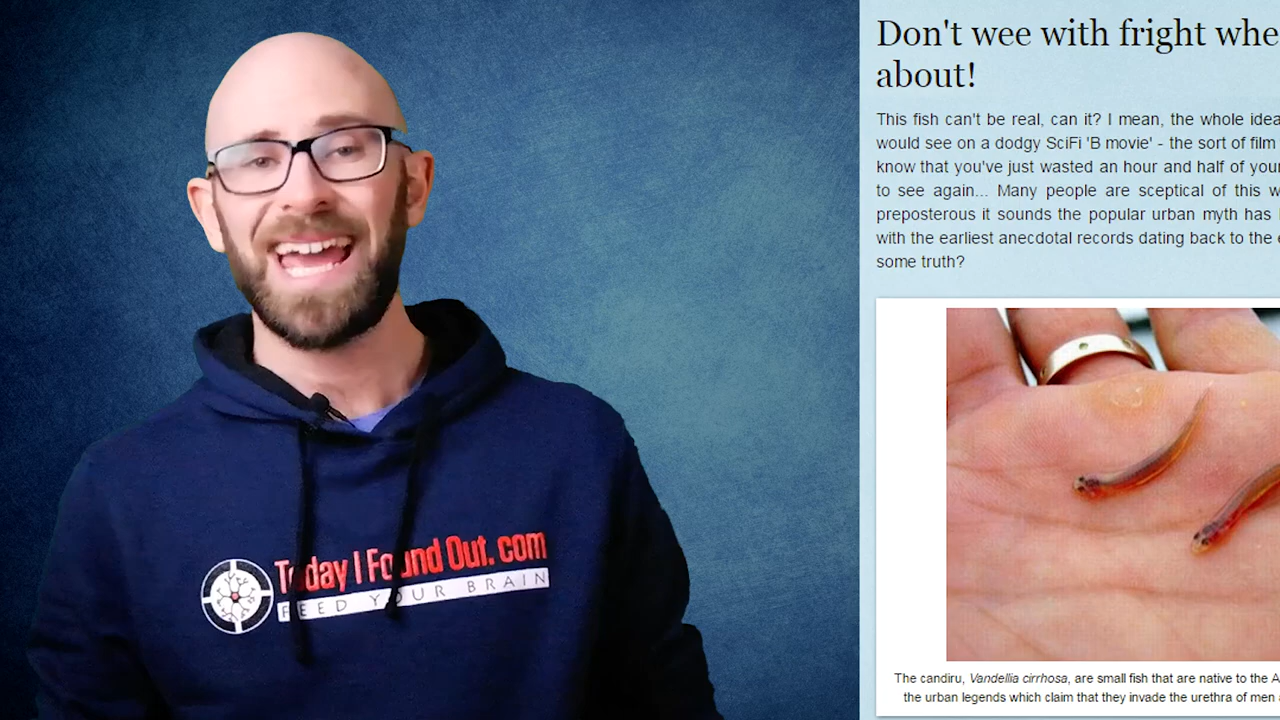 Don't wee with fright whe
about!
This fish can't be real, can it? I mean, the whole idea
would see on a dodgy SciFi 'B movie' - the sort of film
know that you've just wasted an hour and half of your
to see again... Many people are sceptical of this w
preposterous it sounds the popular urban myth has
with the earliest anecdotal records dating back to the e
some truth?
Today I Found Out. com
FEED YOUR BRAIN
The candiru, Vandellia cirrhosa, are small fish that are native to the A
the urban legends which claim that they invade the urethra of men